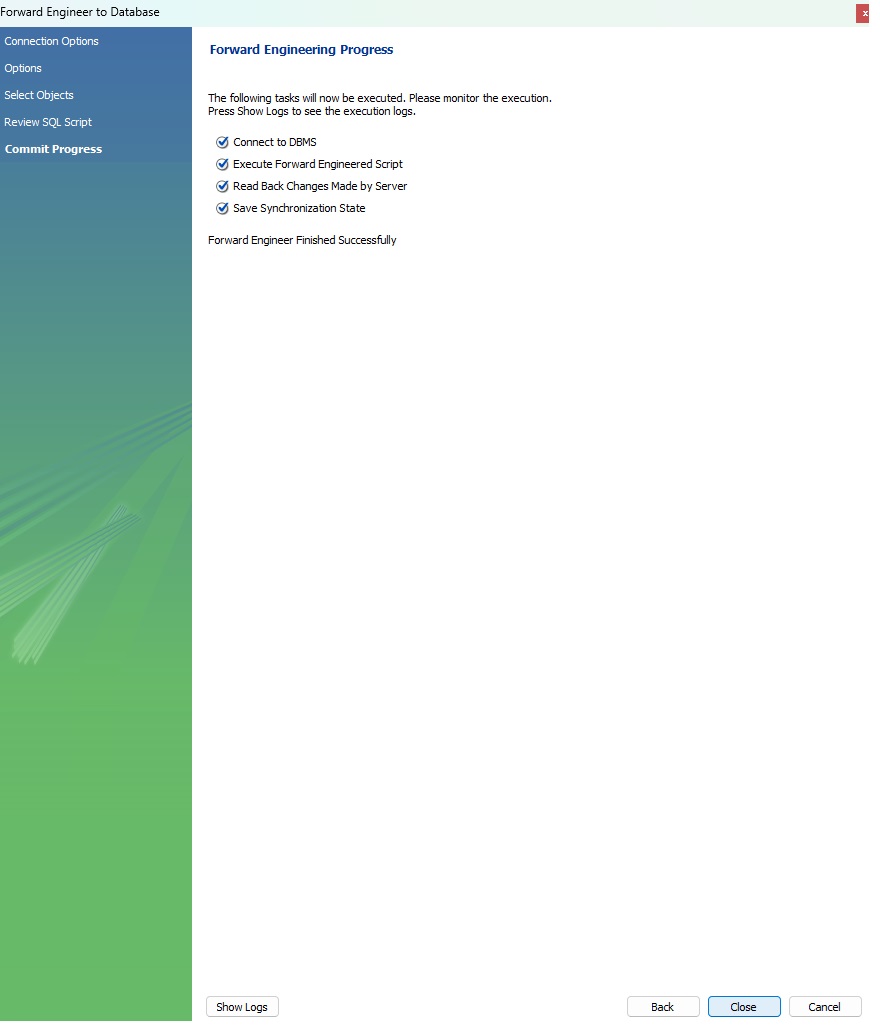 Forward Engineer to Database
x
Connection Options
Options
Select Objects
Review SQL Script
Commit Progress
Forward Engineering Progress
The following tasks will now be executed. Please monitor the execution.
Press Show Logs to see the execution logs.
Connect to DBMS
Execute Forward Engineered Script
Read Back Changes Made by Server
Save Synchronization State
Forward Engineer Finished Successfully
Show Logs
Back
Close
Cancel